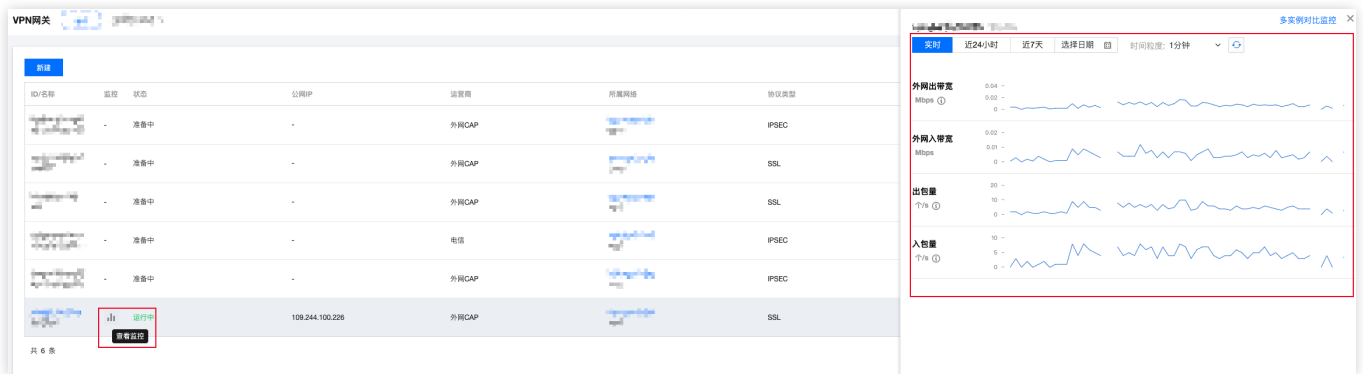 VPN网关
多实例对比监控
新建
实时 近24小时 近7天 选择日期 时间粒度: 1分钟
ID/名称 监控 状态 公网IP 运营商 所属网络 协议类型
- 准备中 - 外网CAP IPSEC
- 准备中 - 外网CAP SSL
- 准备中 - 外网CAP SSL
- 准备中 - 电信 IPSEC
- 准备中 - 外网CAP IPSEC
运行中 109.244.100.226 外网CAP SSL
查看监控
共 6 条
外网出带宽
Mbps
0.04
0.02
0
外网入带宽
Mbps
0.02
0.01
0
出包量
个/s
20
10
0
入包量
个/s
10
5
0